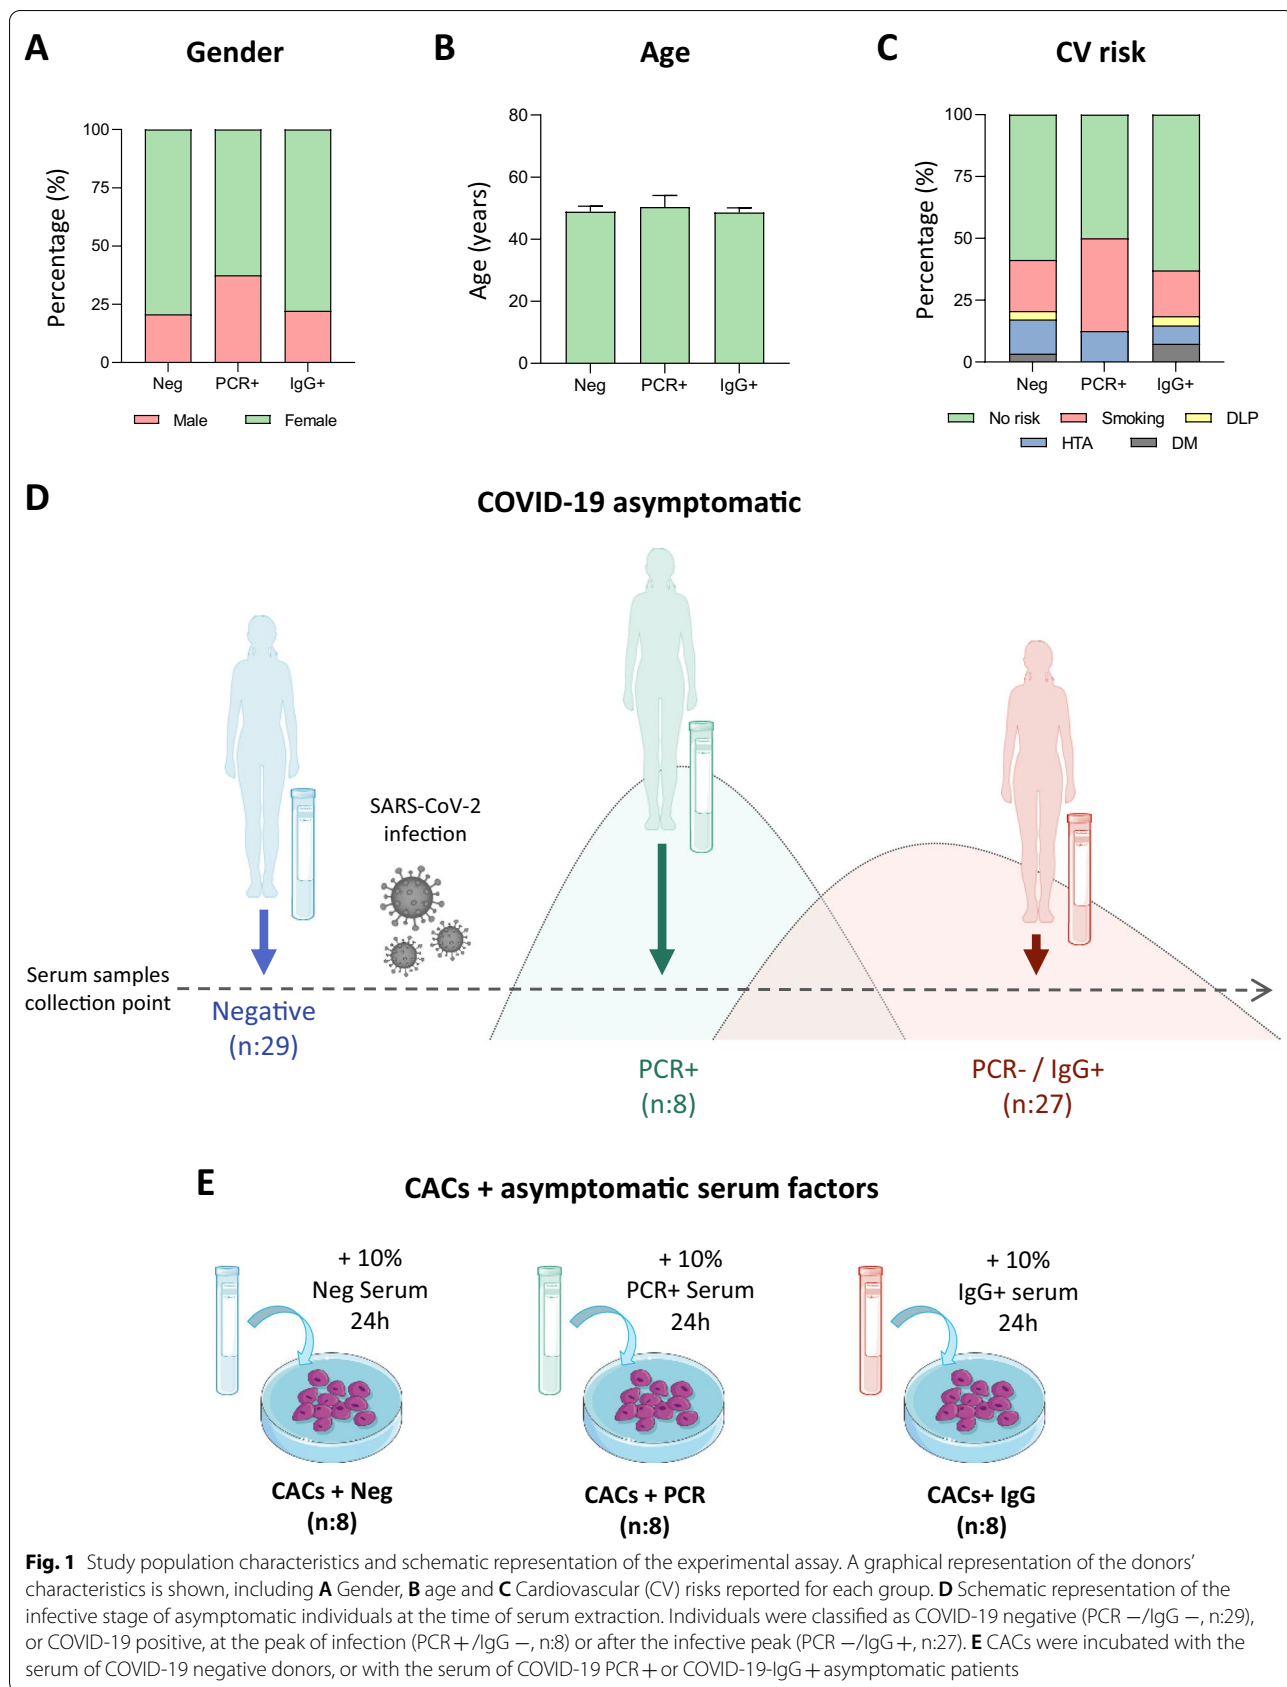 A
Gender
Percentage (%)
100
75
50
25
0
Neg
PCR+
IgG+
Male
Female
B
Age
Age (years)
80
60
40
20
0
Neg
PCR+
IgG+
C
CV risk
Percentage (%)
100
75
50
25
0
Neg
PCR+
IgG+
No risk
Smoking
DLP
HTA
DM
D
COVID-19 asymptomatic
SARS-CoV-2
infection
Serum samples
collection point
Negative
(n:29)
PCR+
(n:8)
PCR- / IgG+
(n:27)
E
CACs + asymptomatic serum factors
+ 10%
Neg Serum
24h
+ 10%
PCR+ Serum
24h
+ 10%
IgG+ serum
24h
CACs + Neg
(n:8)
CACs + PCR
(n:8)
CACs+ IgG
(n:8)
Fig. 1 Study population characteristics and schematic representation of the experimental assay. A graphical representation of the donors’
characteristics is shown, including A Gender, B age and C Cardiovascular (CV) risks reported for each group. D Schematic representation of the
infective stage of asymptomatic individuals at the time of serum extraction. Individuals were classified as COVID-19 negative (PCR −/IgG −, n:29),
or COVID-19 positive, at the peak of infection (PCR +/IgG −, n:8) or after the infective peak (PCR −/IgG +, n:27). E CACs were incubated with the
serum of COVID-19 negative donors, or with the serum of COVID-19 PCR + or COVID-19-IgG + asymptomatic patients